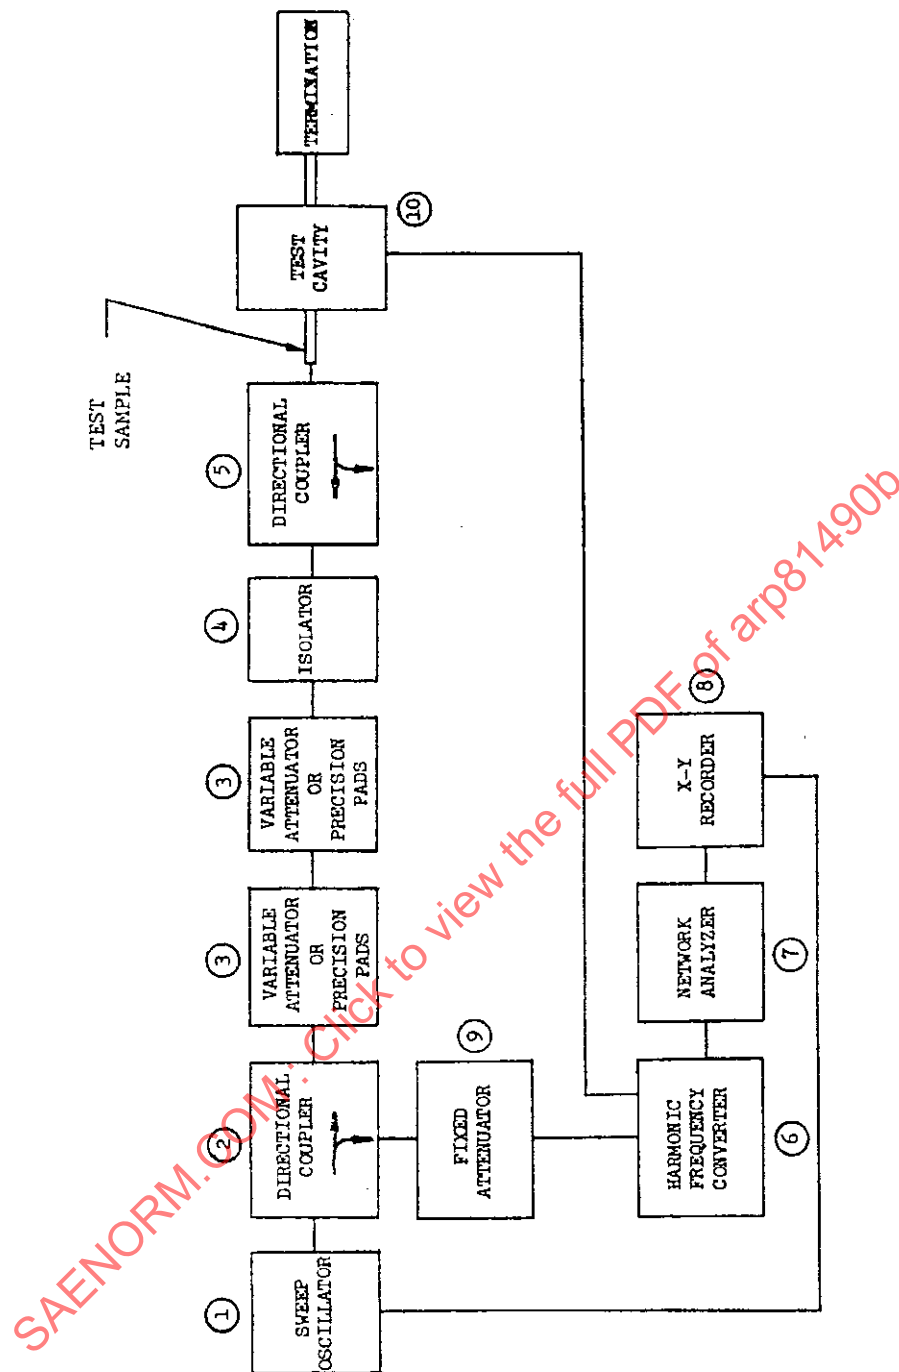 TEST
SAMPLE
1
SWEEP
OSCILLATOR
2
DIRECTIONAL
COUPLER
3
VARIABLE
ATTENUATOR
OR
PRECISION
PADS
3
VARIABLE
ATTENUATOR
OR
PRECISION
PADS
4
ISOLATOR
5
DIRECTIONAL
COUPLER
TEST
CAVITY
10
TERMINATION
FIXED
ATTENUATOR
9
HARMONIC
FREQUENCY
CONVERTER
6
NETWORK
ANALYZER
7
X-Y
RECORDER
8
SAENORM.COM : Click to view the full PDF of arp81490b